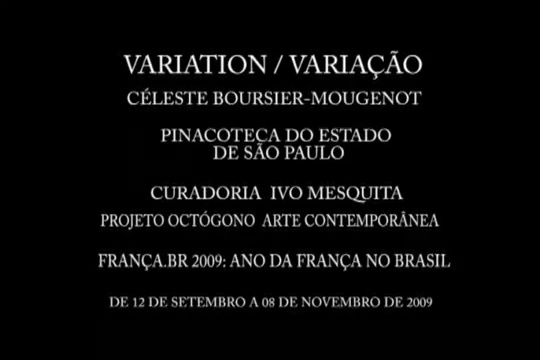 VARIATION / VARIAÇÃO
CÉLESTE BOURSIER-MOUGENOT
PINACOTECA DO ESTADO
DE SÃO PAULO
CURADORIA IVO MESQUITA
PROJETO OCTÓGONO ARTE CONTEMPORÂNEA
FRANÇA.BR 2009: ANO DA FRANÇA NO BRASIL
DE 12 DE SETEMBRO A 08 DE NOVEMBRO DE 2009